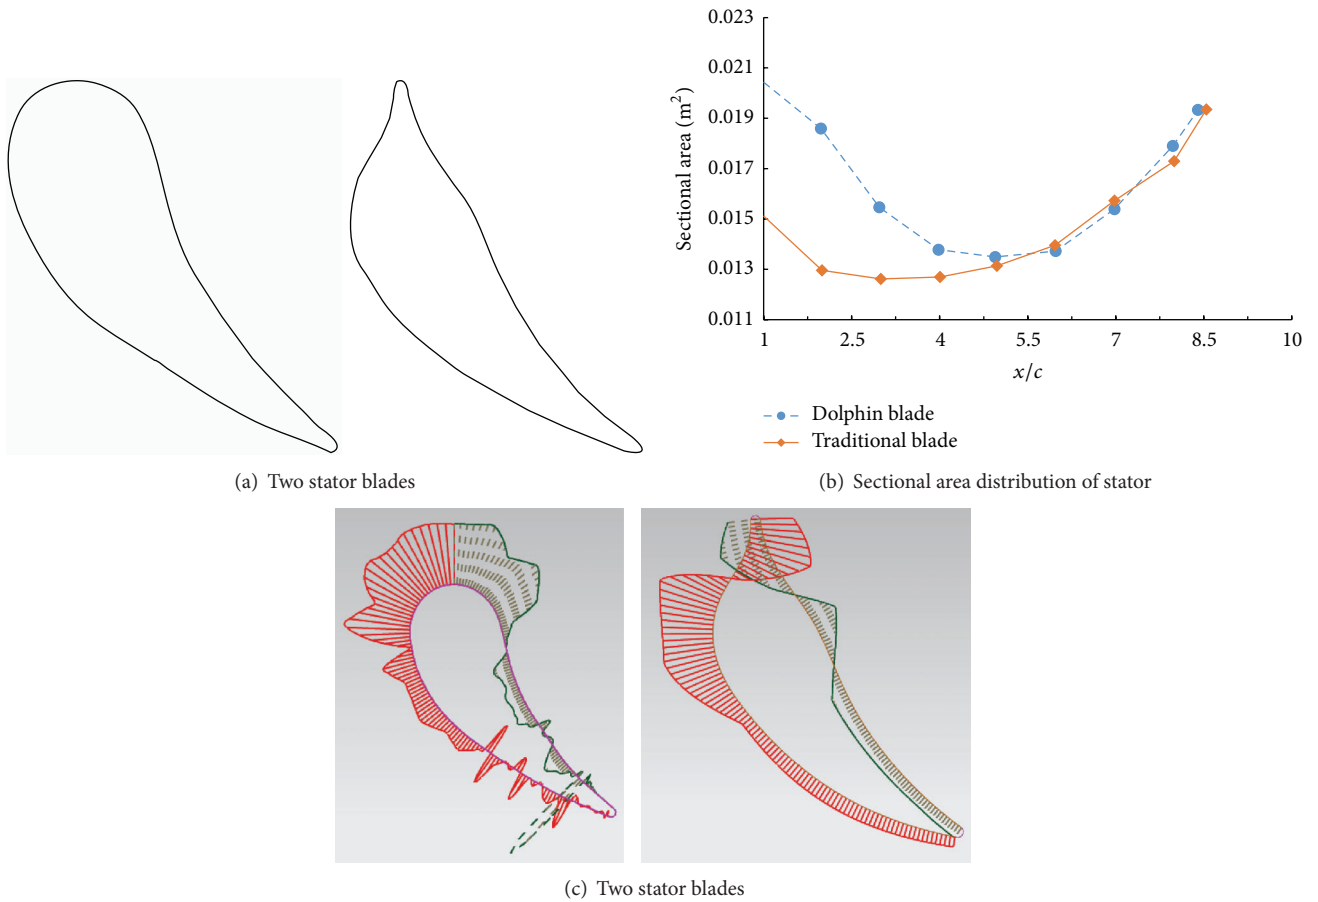 0.023
0.021
0.019
0.017
0.015
0.013
0.011
Sectional area (m²)
1 2.5 4 5.5 7 8.5 10
x/c
Dolphin blade
Traditional blade
(a) Two stator blades
(b) Sectional area distribution of stator
(c) Two stator blades